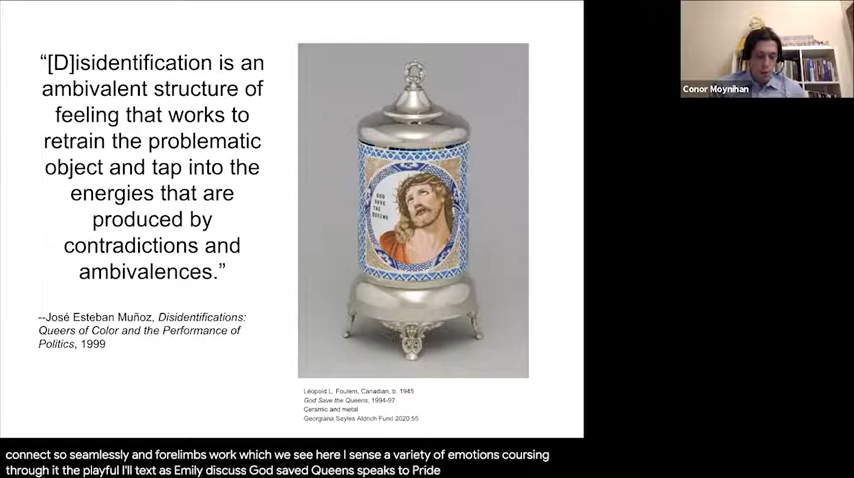 "[D]isidentification is an
ambivalent structure of
feeling that works to
retrain the problematic
object and tap into the
energies that are
produced by
contradictions and
ambivalences."
--José Esteban Muñoz, Disidentifications:
Queers of Color and the Performance of
Politics, 1999
GOD
SAVE
THE
QUEENS
Léopold L. Foulem, Canadian, b. 1945
God Save the Queens, 1994-97
Ceramic and metal
Georgiana Sayles Aldrich Fund 2020.55
Conor Moynihan
connect so seamlessly and forelimbs work which we see here I sense a variety of emotions coursing
through it the playful I'll text as Emily discuss God saved Queens speaks to Pride